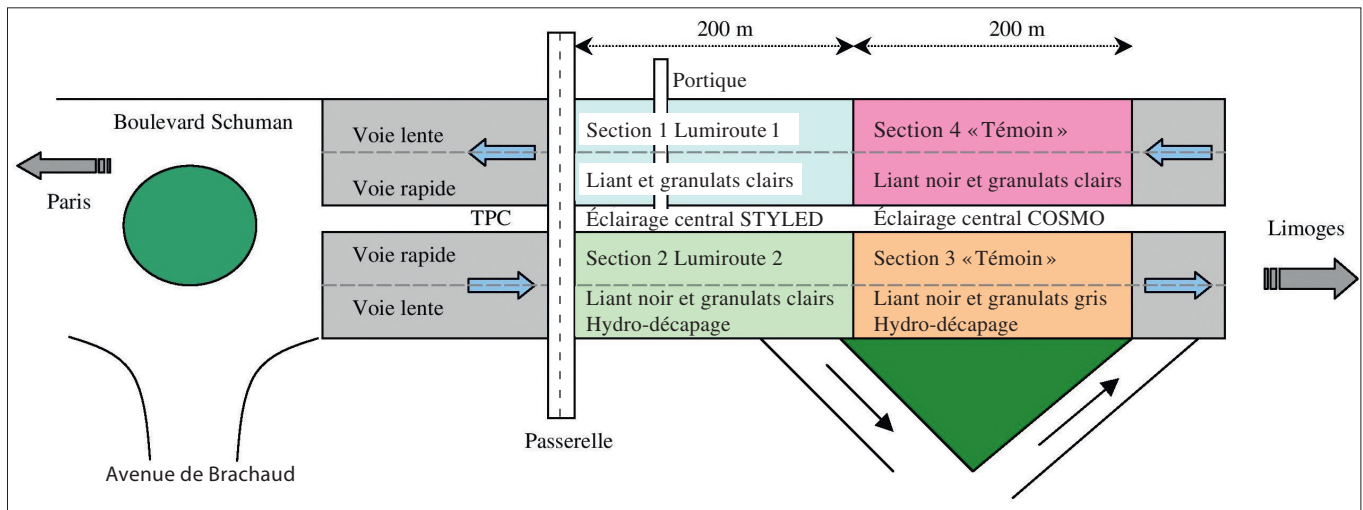 200 m
200 m
Portique
Boulevard Schuman
Voie lente
Section 1 Lumiroute 1
Section 4 « Témoin »
Paris
Voie rapide
Liant et granulats clairs
Liant noir et granulats clairs
TPC
Éclairage central STYLED
Éclairage central COSMO
Limoges
Voie rapide
Section 2 Lumiroute 2
Section 3 « Témoin »
Voie lente
Liant noir et granulats clairs
Hydro-décapage
Liant noir et granulats gris
Hydro-décapage
Passerelle
Avenue de Brachaud